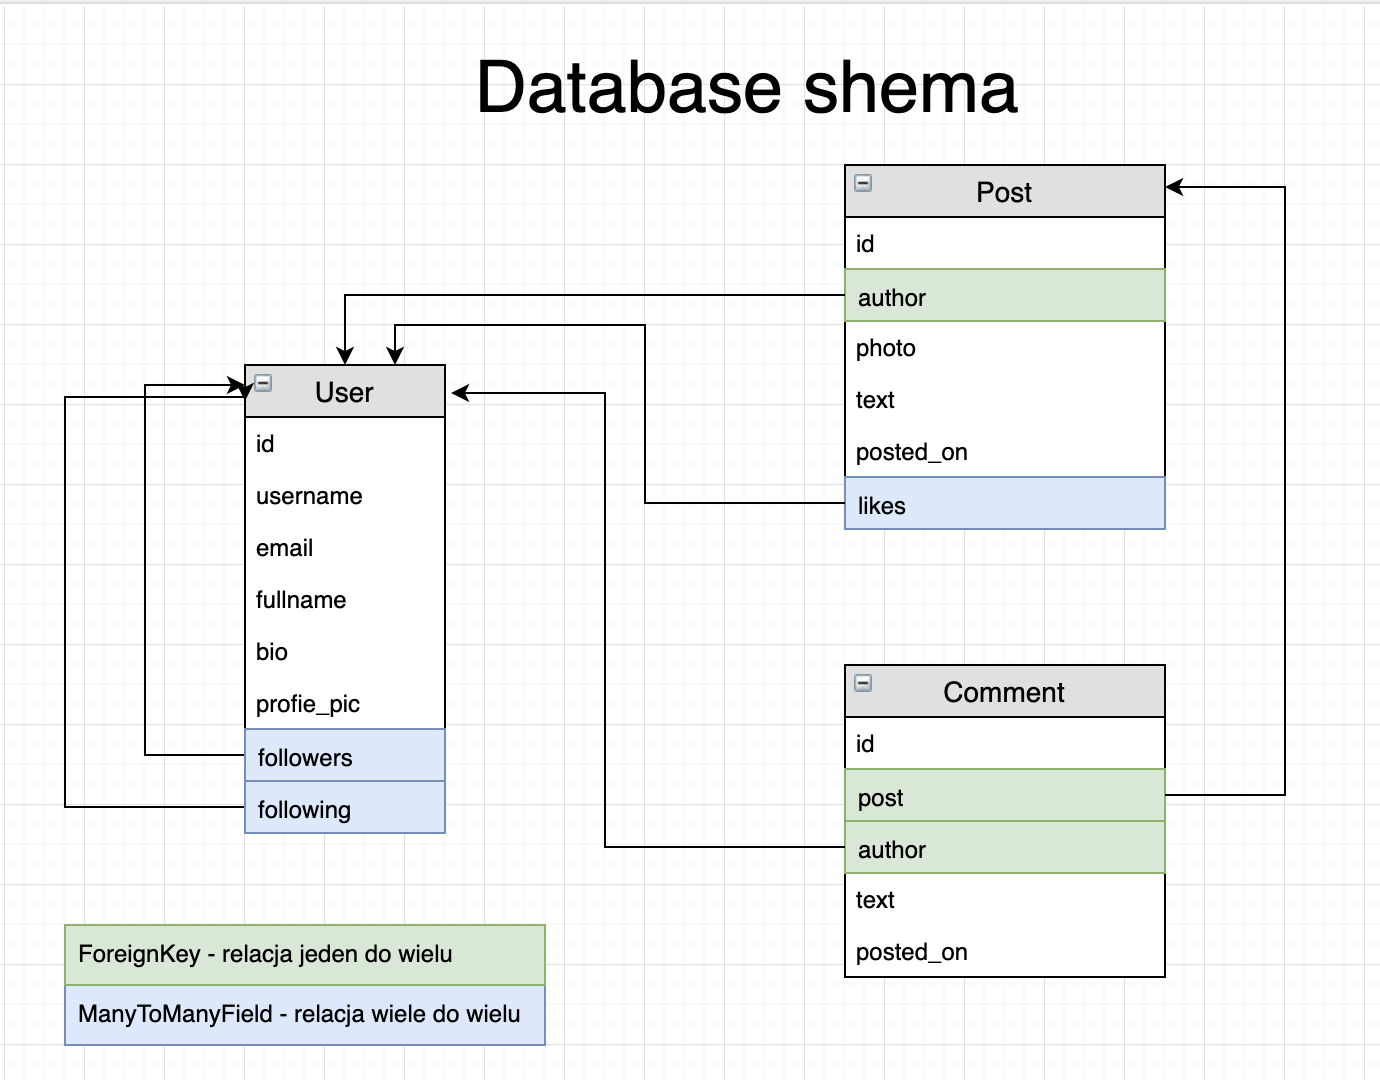 Database shema
Post
id
author
photo
text
posted_on
likes
User
id
username
email
fullname
bio
profie_pic
followers
following
Comment
id
post
author
text
posted_on
ForeignKey - relacja jeden do wielu
ManyToManyField - relacja wiele do wielu